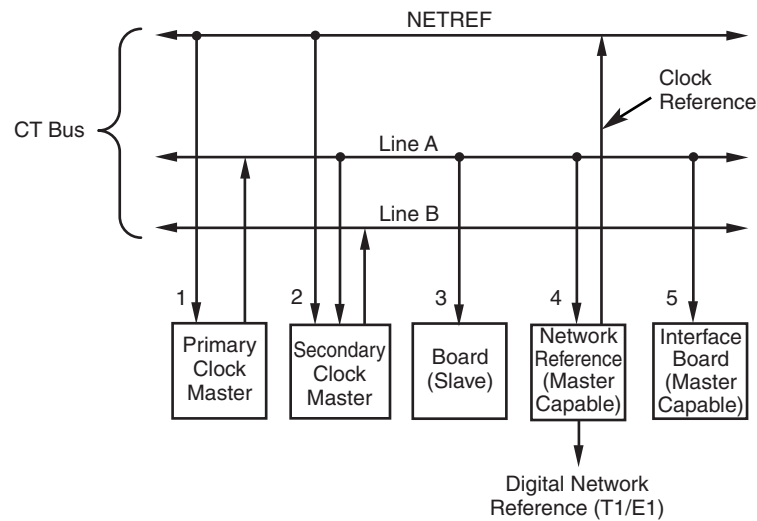 NETREF
Clock
Reference
CT Bus
Line A
Line B
1
2
3
4
5
Primary
Clock
Master
Secondary
Clock
Master
Board
(Slave)
Network
Reference
(Master
Capable)
Interface
Board
(Master
Capable)
Digital Network
Reference (T1/E1)